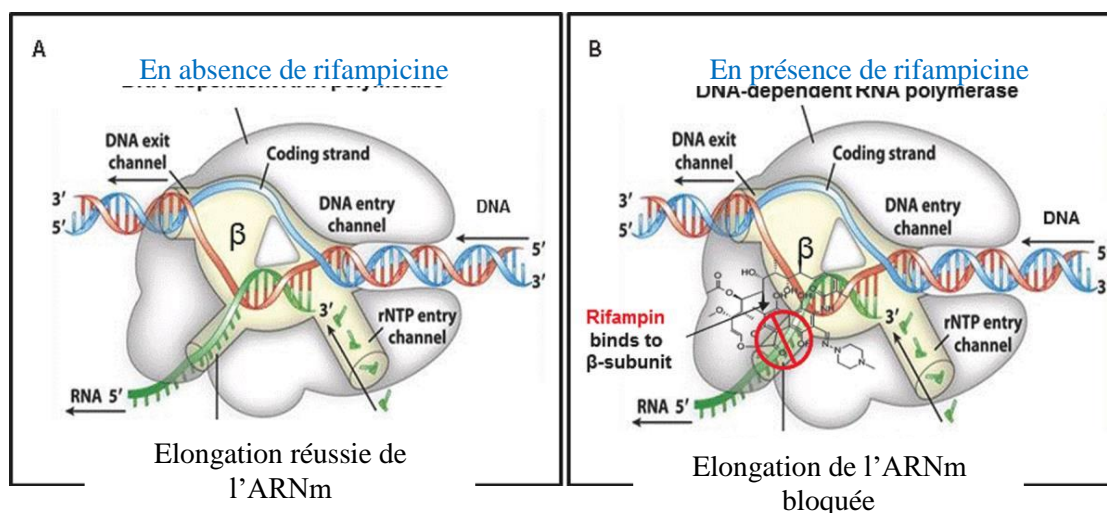 A
En absence de rifampicine
DNA exit
channel
Coding strand
DNA entry
channel
DNA
3′
5′
5′
3′
β
3′
rNTP entry
channel
RNA 5′
Elongation réussie de
l’ARNm
B
En présence de rifampicine
DNA-dependent RNA polymerase
DNA exit
channel
Coding strand
DNA entry
channel
DNA
3′
5′
5′
3′
β
HO
Rifampin
binds to
β-subunit
3′
rNTP entry
channel
RNA 5′
Elongation de l’ARNm
bloquée